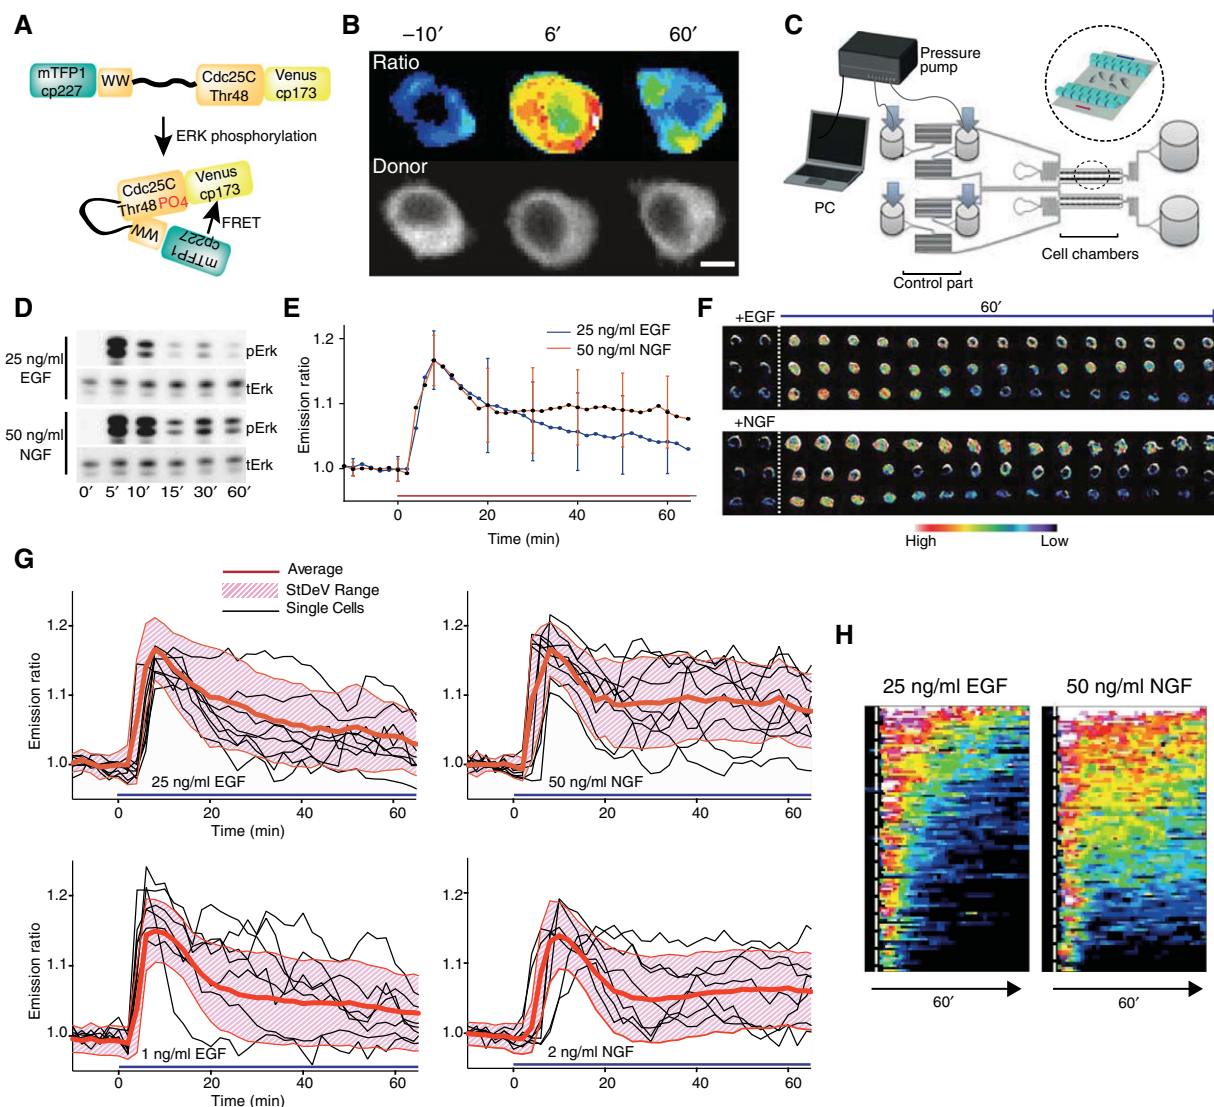 A
mTFP1
cp227
WW
Cdc25C
Thr48
Venus
cp173
ERK phosphorylation
Cdc25C
Thr48PO4
Venus
cp173
FRET
WW
mTFP1
cp227
B
–10′
6′
60′
Ratio
Donor
C
Pressure
pump
PC
Control part
Cell chambers
D
25 ng/ml
EGF
pErk
tErk
50 ng/ml
NGF
pErk
tErk
0′ 5′ 10′ 15′ 30′ 60′
E
25 ng/ml EGF
50 ng/ml NGF
Emission ratio
1.2
1.1
1.0
0 20 40 60
Time (min)
F
60′
+EGF
+NGF
High
Low
G
Average
StDeV Range
Single Cells
Emission ratio
1.2
1.1
1.0
25 ng/ml EGF
0 20 40 60
Time (min)
1.2
1.1
1.0
50 ng/ml NGF
0 20 40 60
Time (min)
Emission ratio
1.2
1.1
1.0
1 ng/ml EGF
0 20 40 60
Time (min)
1.2
1.1
1.0
2 ng/ml NGF
0 20 40 60
Time (min)
H
25 ng/ml EGF
50 ng/ml NGF
60′
60′